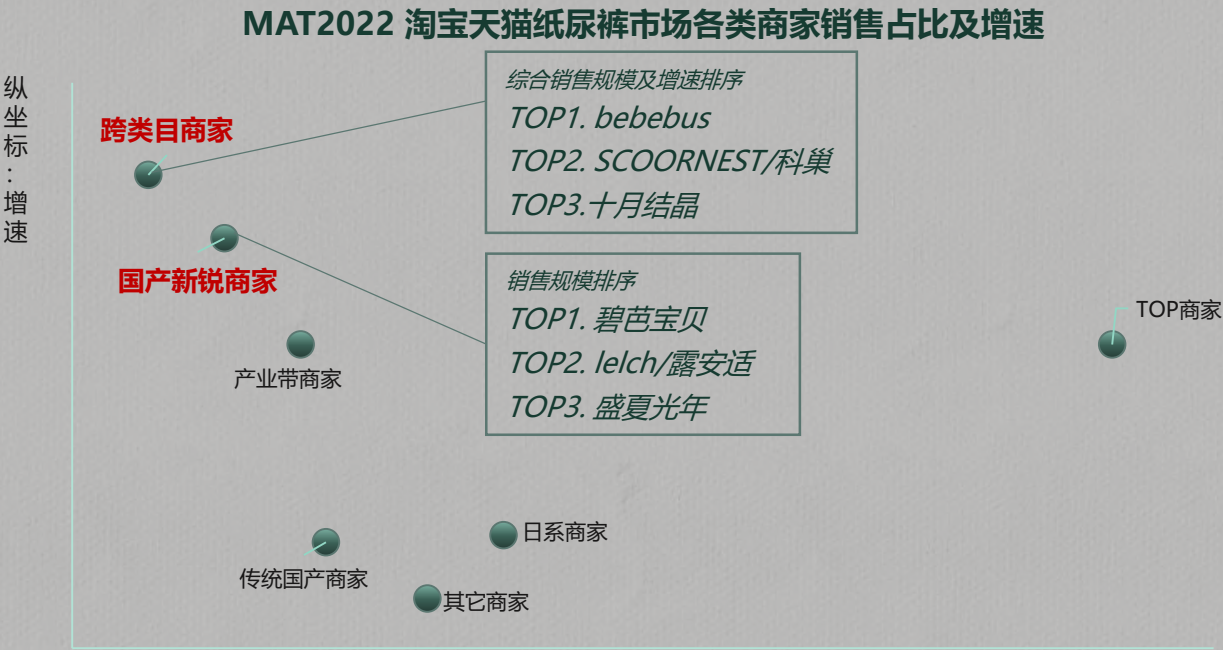 MAT2022 淘宝天猫纸尿裤市场各类商家销售占比及增速
纵坐标：增速
跨类目商家
综合销售规模及增速排序
TOP1. bebebus
TOP2. SCOORNEST/科巢
TOP3.十月结晶
国产新锐商家
销售规模排序
TOP1. 碧芭宝贝
TOP2. lelch/露安适
TOP3. 盛夏光年
TOP商家
产业带商家
日系商家
传统国产商家
其它商家